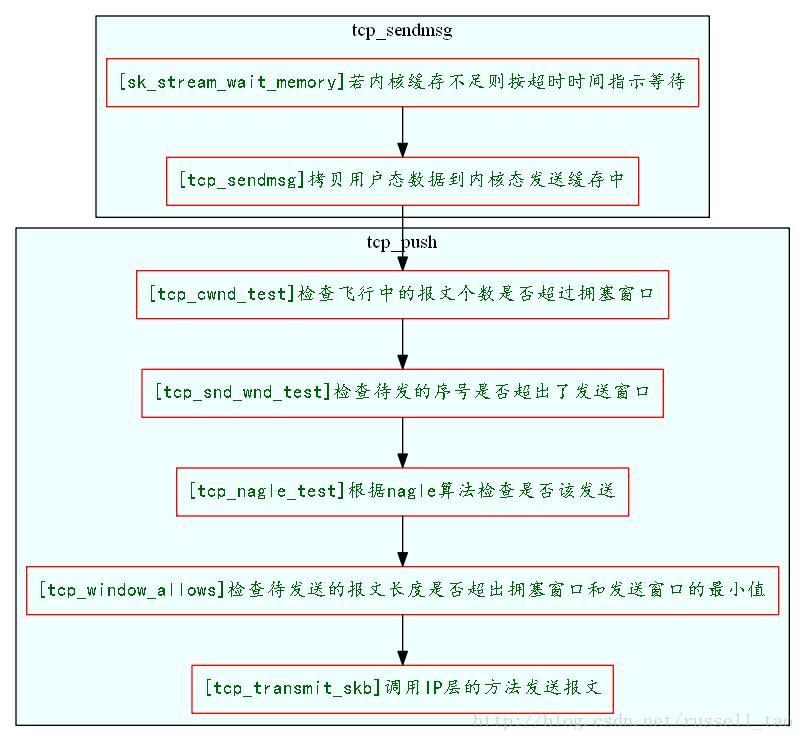 tcp_sendmsg
[sk_stream_wait_memory]若内核缓存不足则按超时时间指示等待
[tcp_sendmsg]拷贝用户态数据到内核态发送缓存中
tcp_push
[tcp_cwnd_test]检查飞行中的报文个数是否超过拥塞窗口
[tcp_snd_wnd_test]检查待发的序号是否超出了发送窗口
[tcp_nagle_test]根据nagle算法检查是否该发送
[tcp_window_allows]检查待发送的报文长度是否超出拥塞窗口和发送窗口的最小值
[tcp_transmit_skb]调用IP层的方法发送报文
http://blog.csdn.net/russell_tao